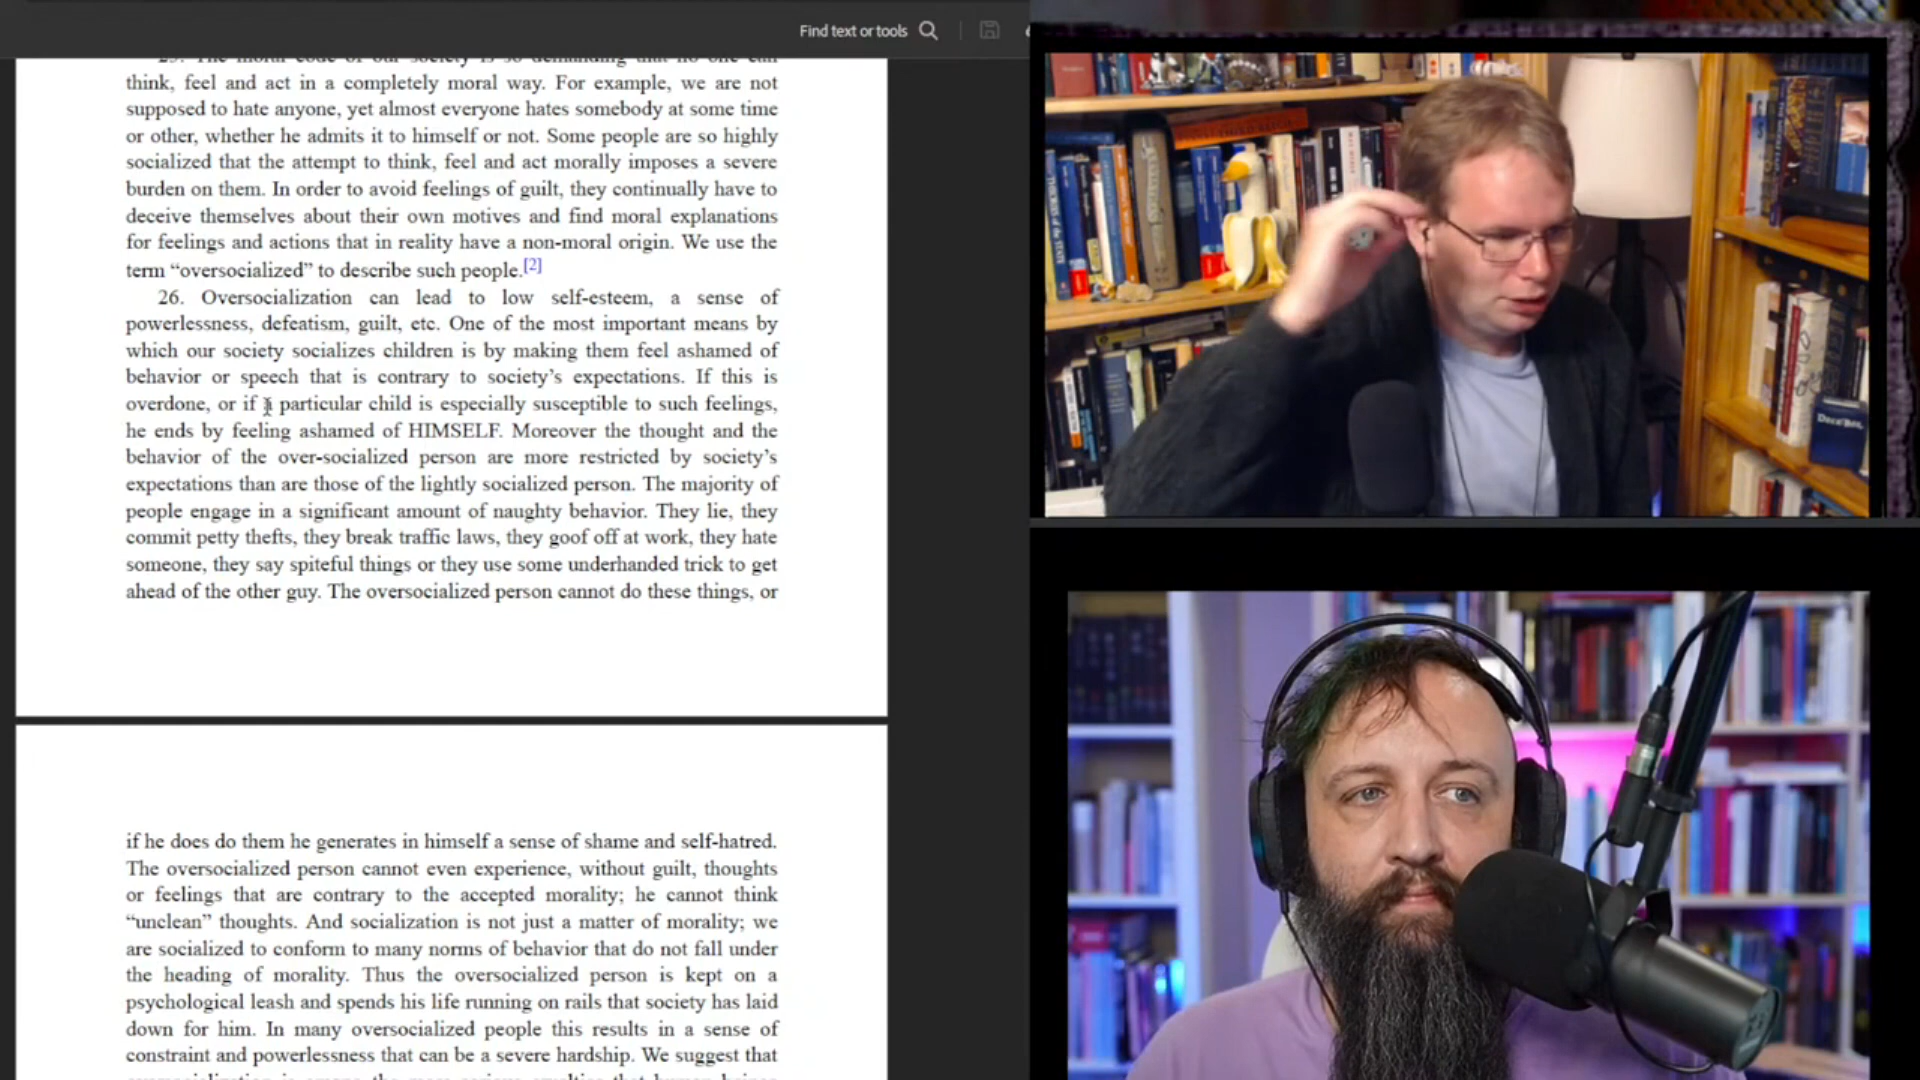 Find text or tools
25. The moral code of our society is so demanding that no one can
think, feel and act in a completely moral way. For example, we are not
supposed to hate anyone, yet almost everyone hates somebody at some time
or other, whether he admits it to himself or not. Some people are so highly
socialized that the attempt to think, feel and act morally imposes a severe
burden on them. In order to avoid feelings of guilt, they continually have to
deceive themselves about their own motives and find moral explanations
for feelings and actions that in reality have a non-moral origin. We use the
term “oversocialized” to describe such people.[2]
26. Oversocialization can lead to low self-esteem, a sense of
powerlessness, defeatism, guilt, etc. One of the most important means by
which our society socializes children is by making them feel ashamed of
behavior or speech that is contrary to society’s expectations. If this is
overdone, or if a particular child is especially susceptible to such feelings,
he ends by feeling ashamed of HIMSELF. Moreover the thought and the
behavior of the over-socialized person are more restricted by society’s
expectations than are those of the lightly socialized person. The majority of
people engage in a significant amount of naughty behavior. They lie, they
commit petty thefts, they break traffic laws, they goof off at work, they hate
someone, they say spiteful things or they use some underhanded trick to get
ahead of the other guy. The oversocialized person cannot do these things, or
if he does do them he generates in himself a sense of shame and self-hatred.
The oversocialized person cannot even experience, without guilt, thoughts
or feelings that are contrary to the accepted morality; he cannot think
“unclean” thoughts. And socialization is not just a matter of morality; we
are socialized to conform to many norms of behavior that do not fall under
the heading of morality. Thus the oversocialized person is kept on a
psychological leash and spends his life running on rails that society has laid
down for him. In many oversocialized people this results in a sense of
constraint and powerlessness that can be a severe hardship. We suggest that